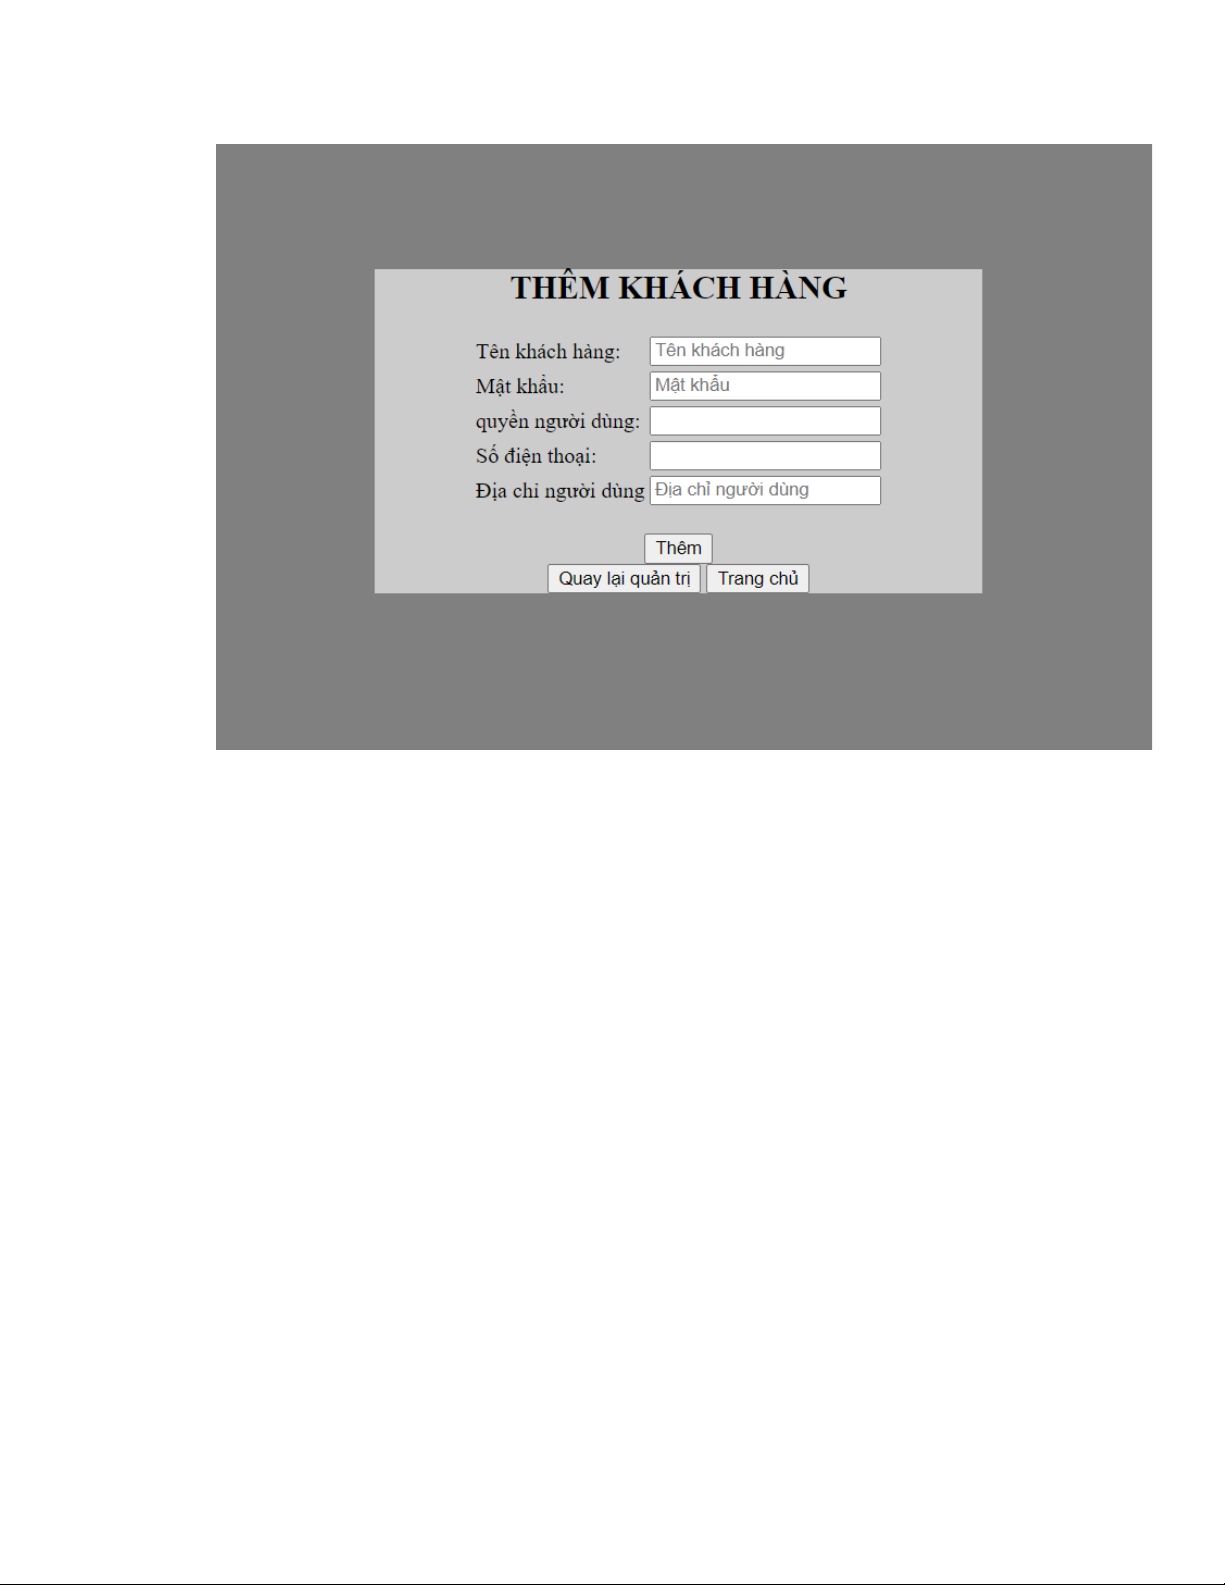 THÊM KHÁCH HÀNG
Tên khách hàng: Tên khách hàng
Mật khẩu: Mật khẩu
quyền người dùng:
Số điện thoại:
Địa chỉ người dùng Địa chỉ người dùng
Thêm
Quay lại quản trị Trang chủ